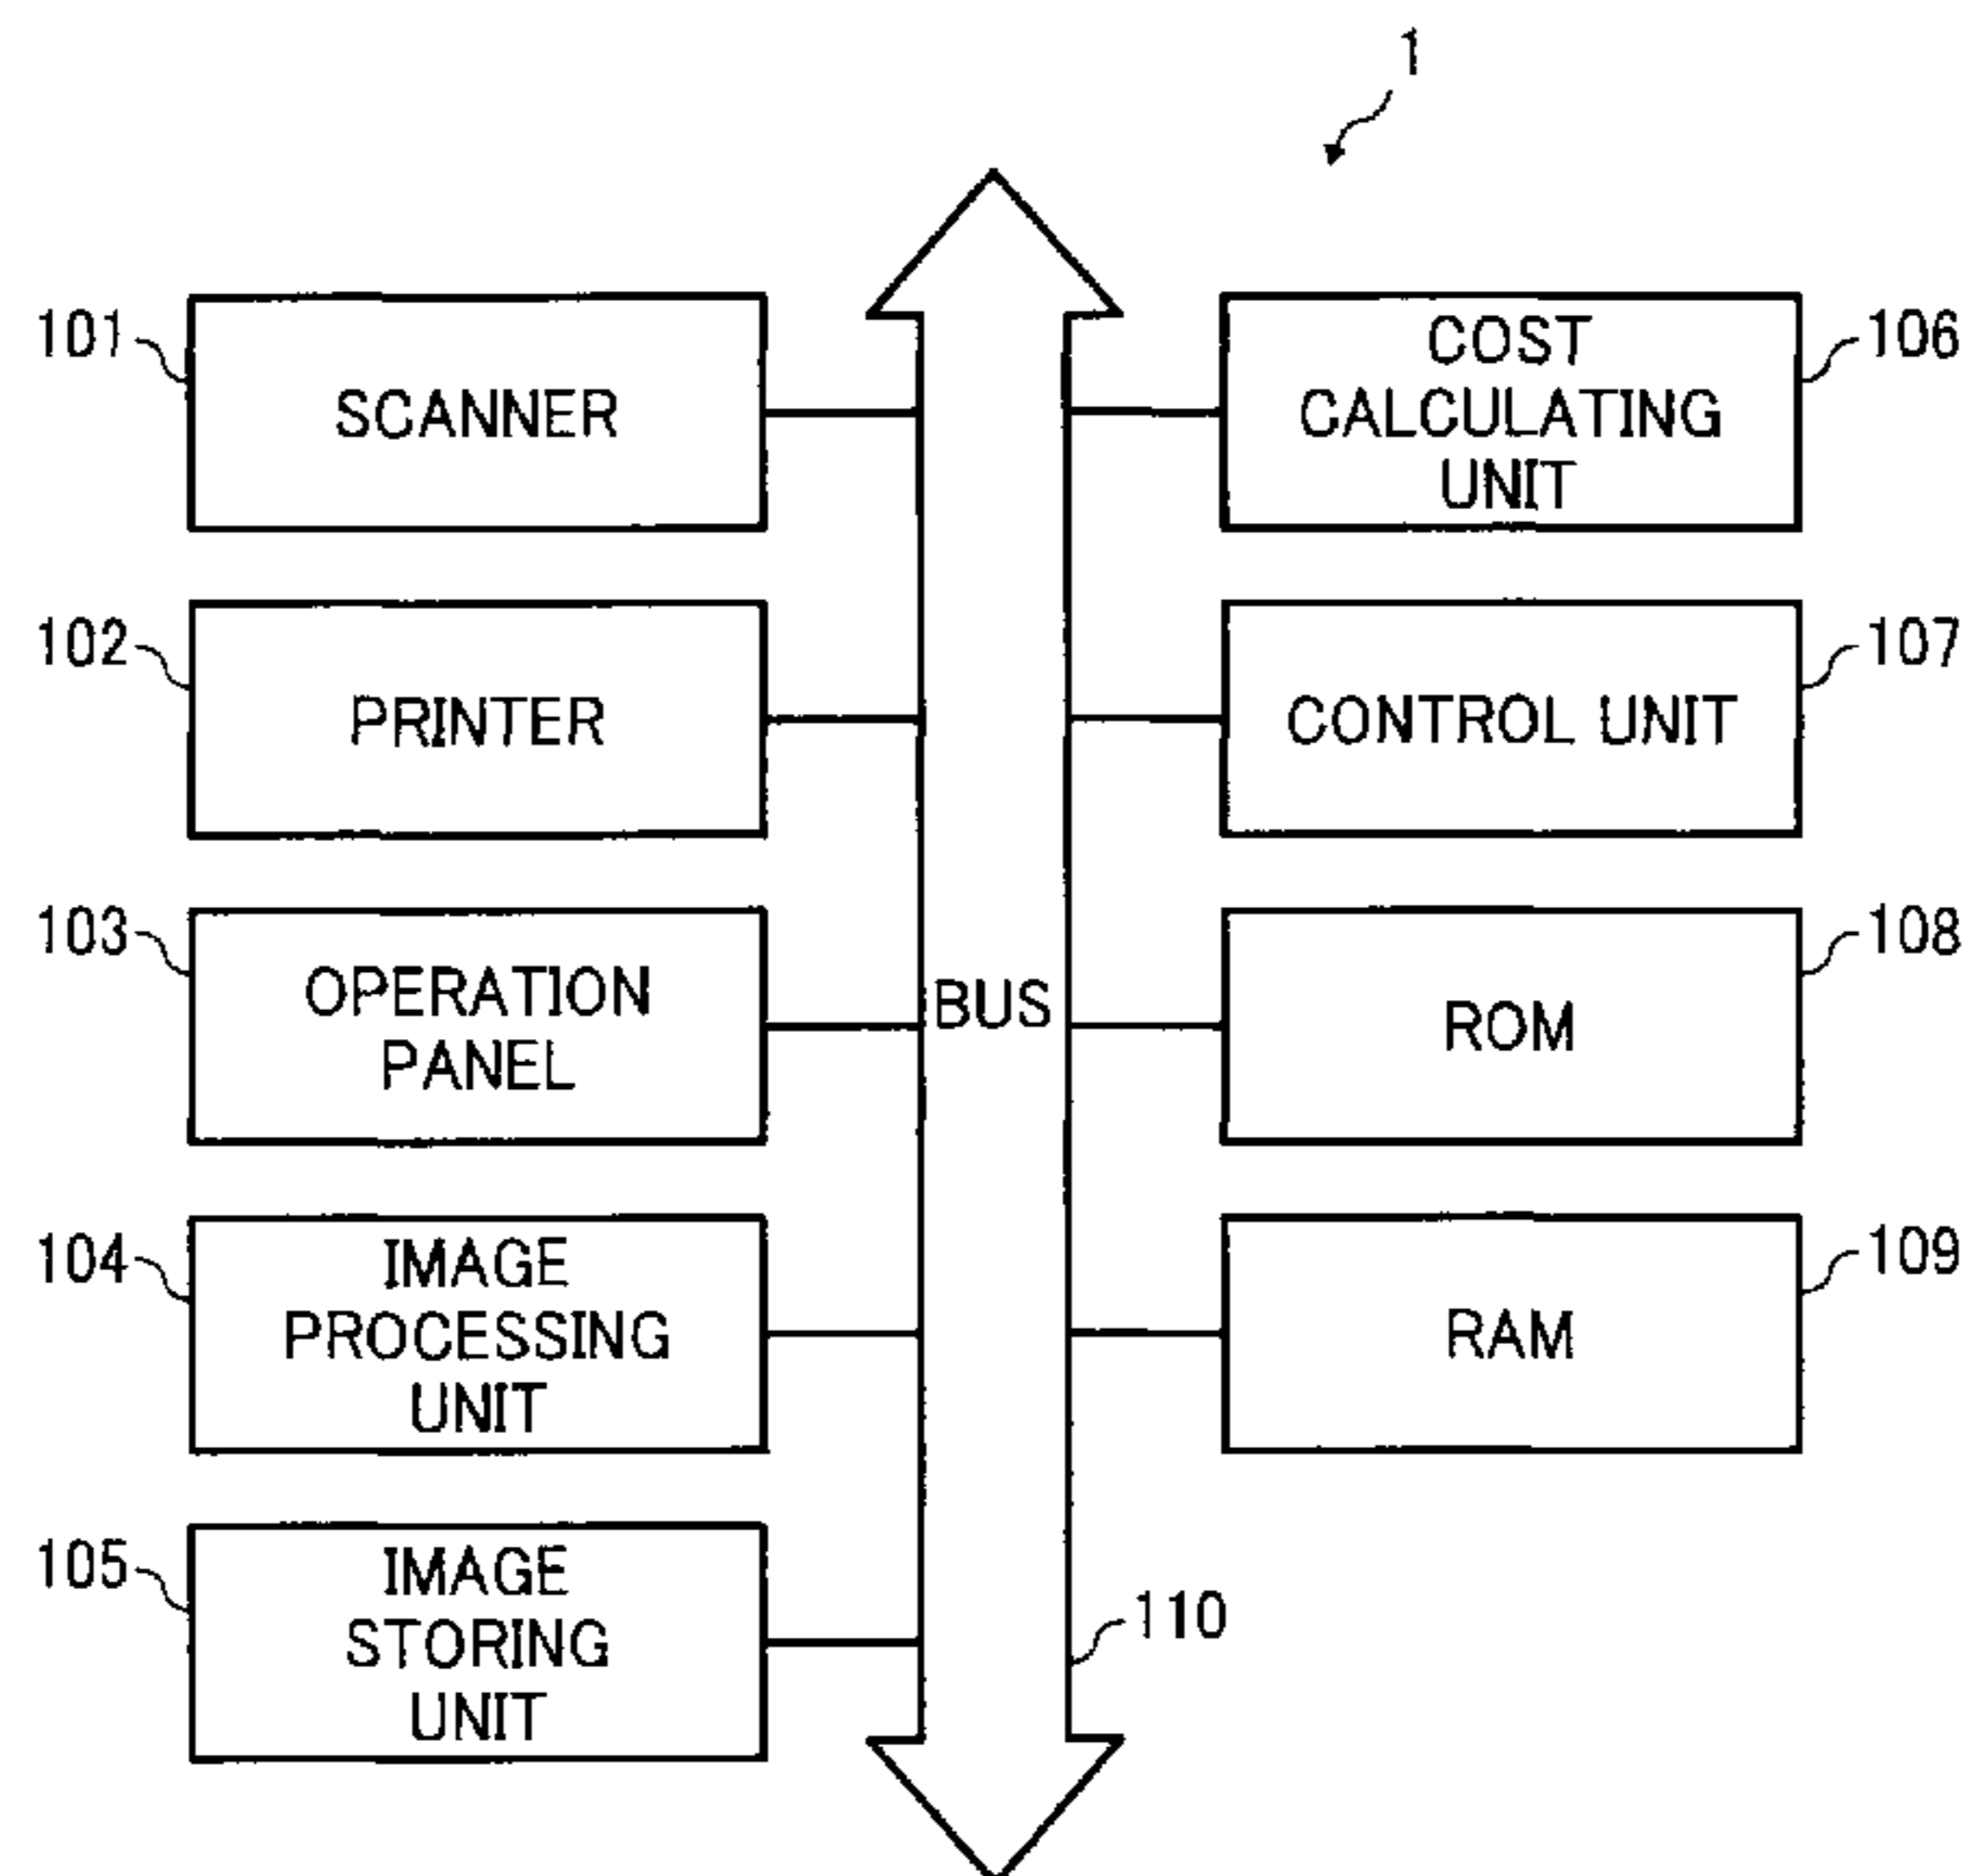 1
101
SCANNER
102
PRINTER
103
OPERATION
PANEL
104
IMAGE
PROCESSING
UNIT
105
IMAGE
STORING
UNIT
BUS
110
COST
CALCULATING
UNIT
106
CONTROL UNIT
107
ROM
108
RAM
109